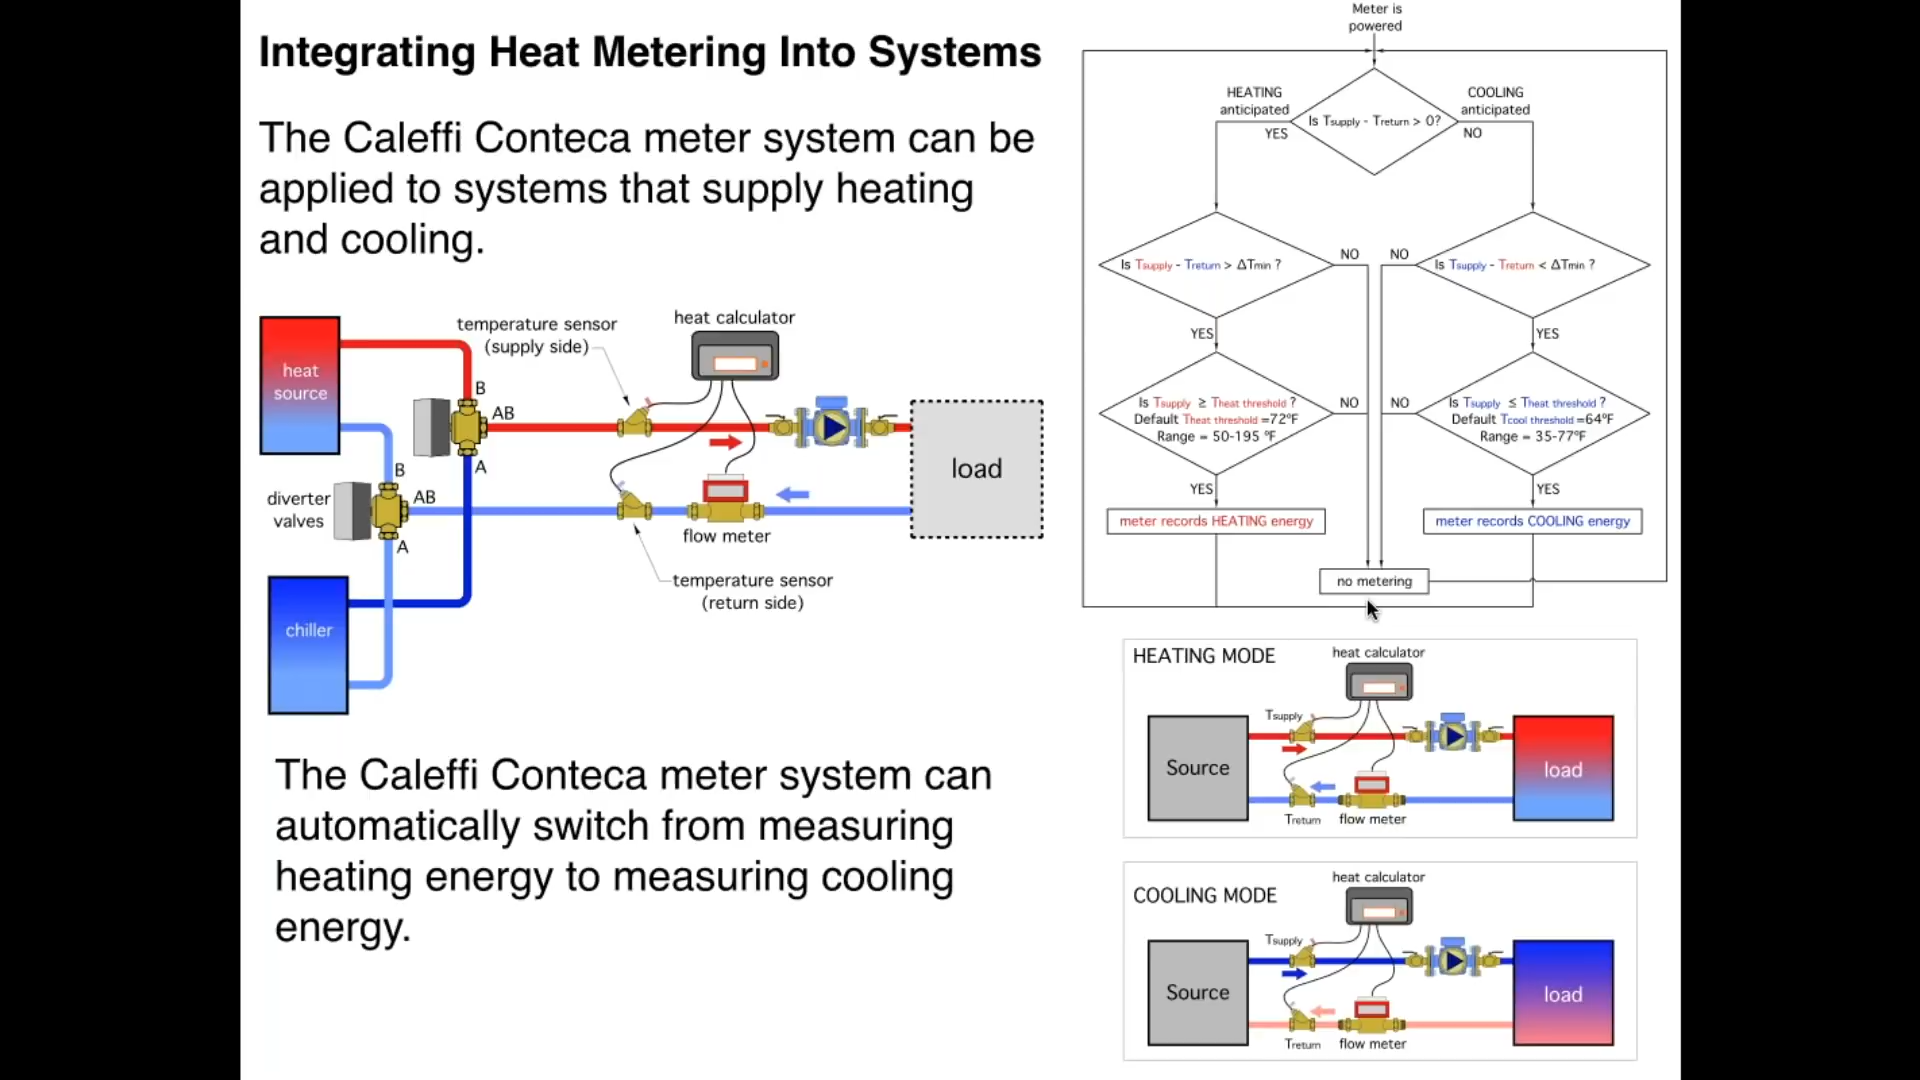 Integrating Heat Metering Into Systems
The Caleffi Conteca meter system can be
applied to systems that supply heating
and cooling.
temperature sensor
(supply side)
heat calculator
heat
source
B
AB
A
B
AB
A
diverter
valves
load
flow meter
temperature sensor
(return side)
chiller
The Caleffi Conteca meter system can
automatically switch from measuring
heating energy to measuring cooling
energy.
Meter is
powered
HEATING
anticipated
YES
Is Tsupply - Treturn > 0?
COOLING
anticipated
NO
Is Tsupply - Treturn > ΔTmin ?
NO
NO
Is Tsupply - Treturn < ΔTmin ?
YES
YES
Is Tsupply ≥ Theat threshold ?
Default Theat threshold =72°F
Range = 50-195 °F
NO
NO
Is Tsupply ≤ Theat threshold ?
Default Tcool threshold =64°F
Range = 35-77°F
YES
YES
meter records HEATING energy
meter records COOLING energy
no metering
HEATING MODE
heat calculator
Tsupply
Source
load
Treturn
flow meter
COOLING MODE
heat calculator
Tsupply
Source
load
Treturn
flow meter